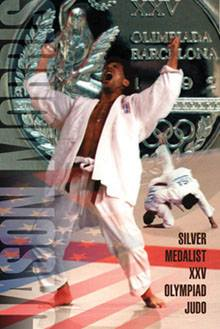 XXV
OLIMPIADA
BARCELONA
JASON MORRIS
SILVER
MEDALIST
XXV
OLYMPIAD
JUDO